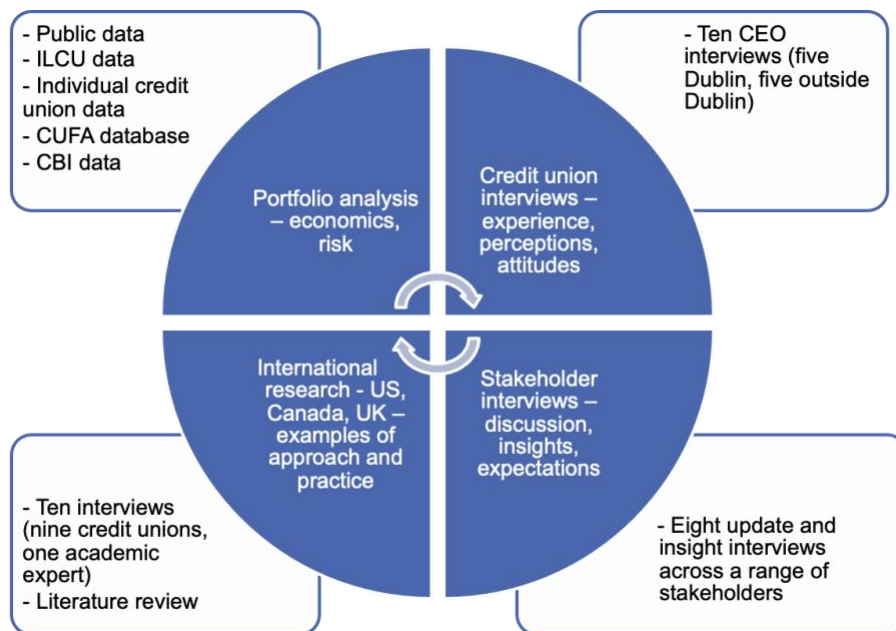 - Public data
- ILCU data
- Individual credit
union data
- CUFA database
- CBI data
- Ten CEO
interviews (five
Dublin, five outside
Dublin)
Portfolio analysis
– economics,
risk
Credit union
interviews –
experience,
perceptions,
attitudes
International
research - US,
Canada, UK –
examples of
approach and
practice
Stakeholder
interviews –
discussion,
insights,
expectations
- Ten interviews
(nine credit unions,
one academic
expert)
- Literature review
- Eight update and
insight interviews
across a range of
stakeholders